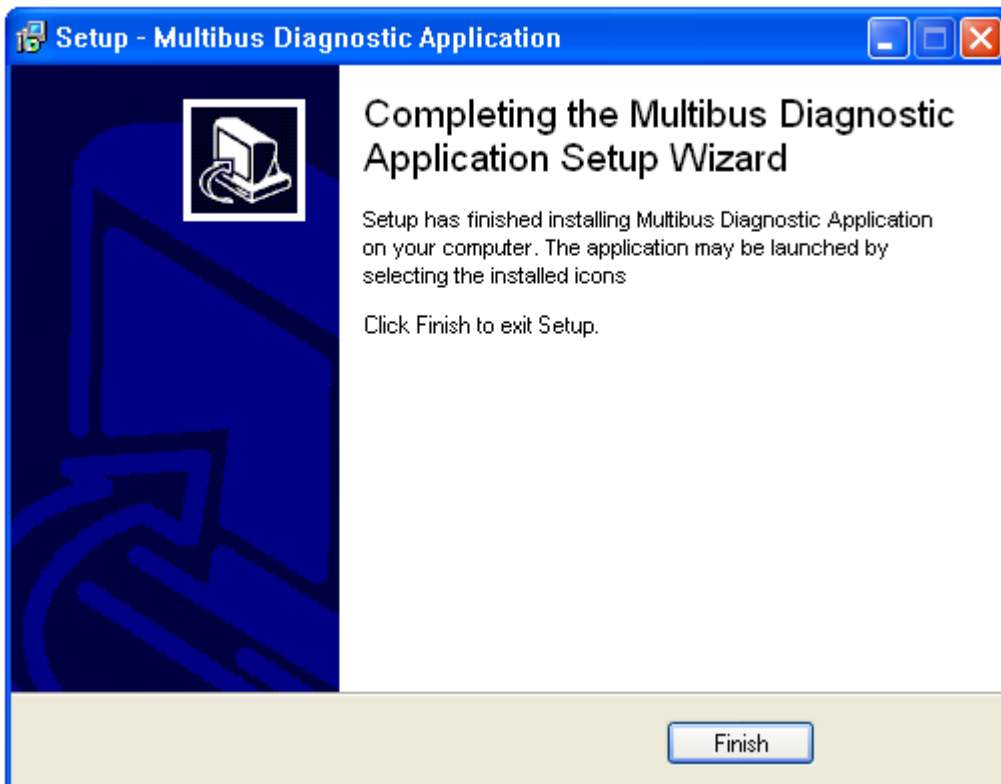 Setup - Multibus Diagnostic Application
Completing the Multibus Diagnostic
Application Setup Wizard
Setup has finished installing Multibus Diagnostic Application
on your computer. The application may be launched by
selecting the installed icons
Click Finish to exit Setup.
Finish